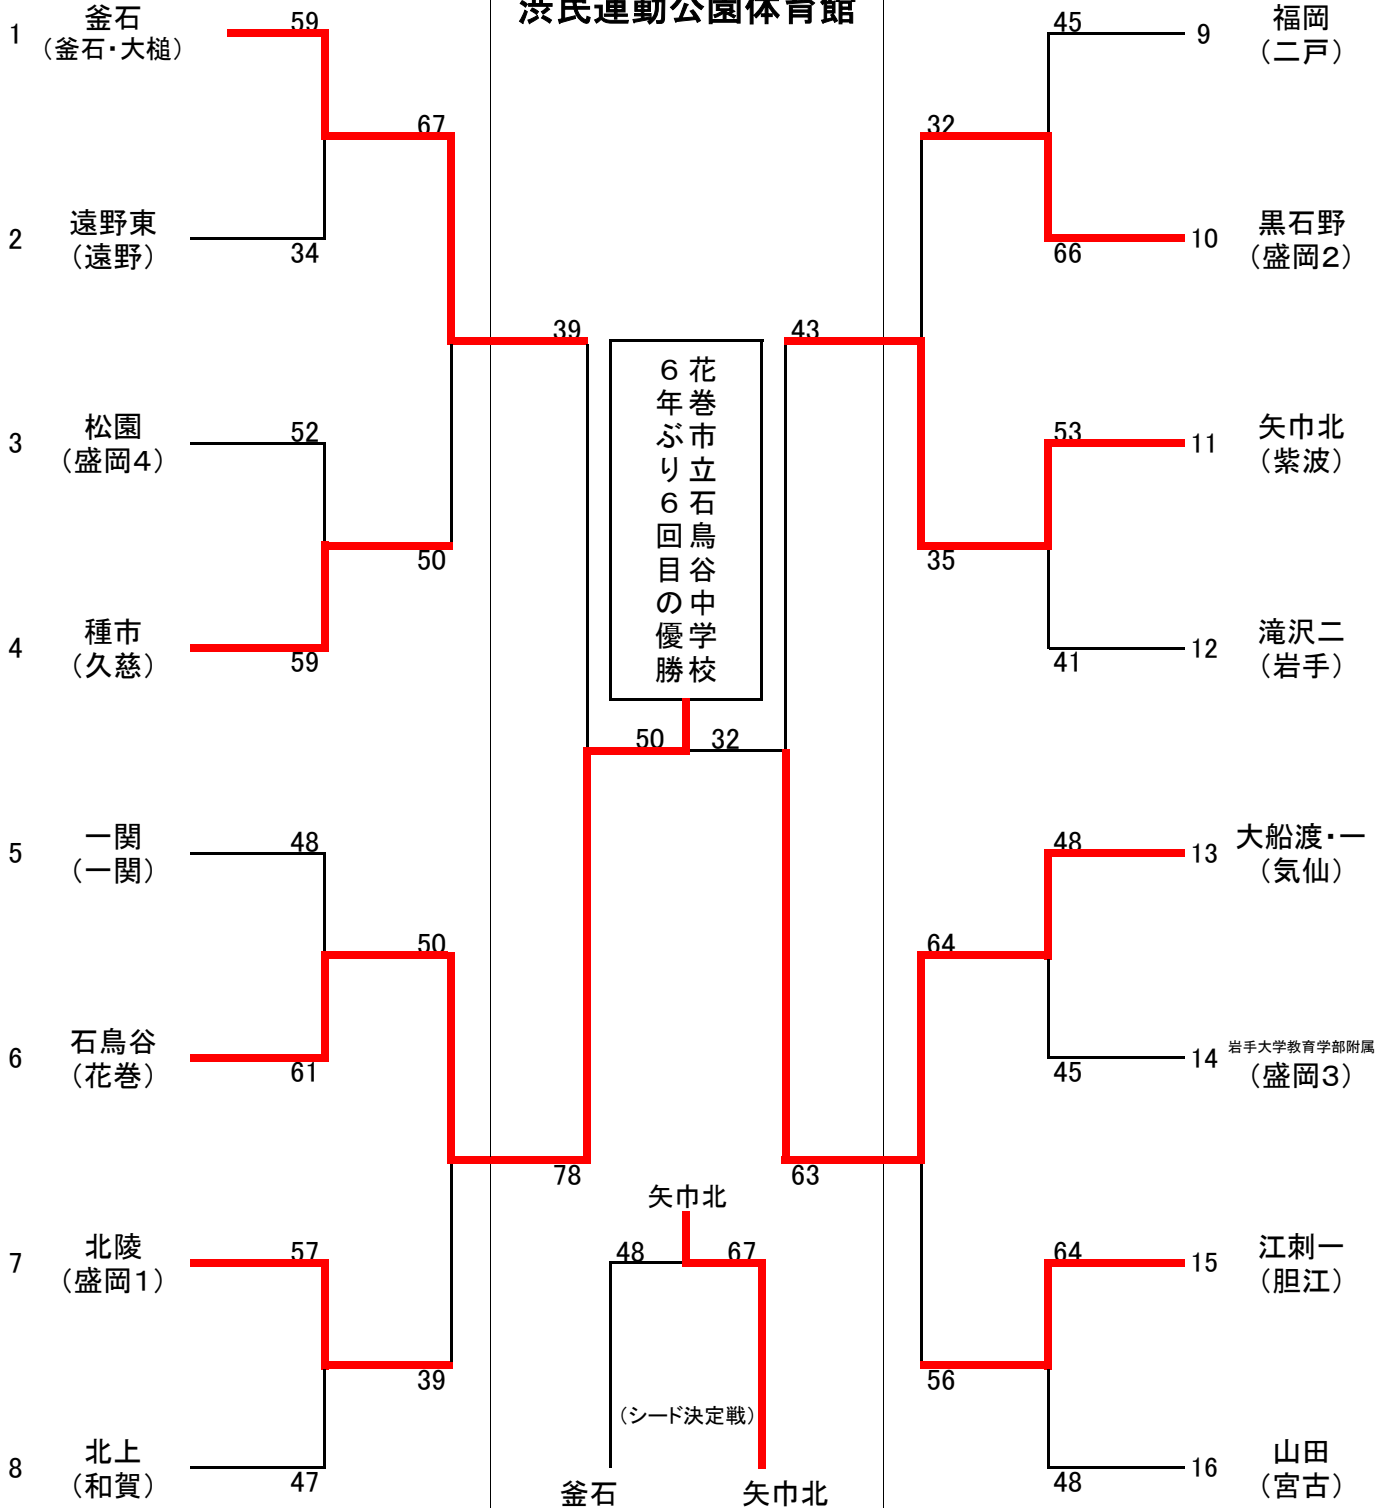 渋民運動公園体育館
1
釜石
（釜石・大槌）
59
67
2
遠野東
（遠野）
34
39
3
松園
（盛岡4）
52
50
4
種市
（久慈）
59
5
一関
（一関）
48
50
6
石鳥谷
（花巻）
61
78
7
北陵
（盛岡1）
57
39
8
北上
（和賀）
47
花巻市立石鳥谷中学校
6年ぶり6回目の優勝
50
32
矢巾北
48
67
（シード決定戦）
釜石
矢巾北
45
9
福岡
（二戸）
32
66
10
黒石野
（盛岡2）
43
53
11
矢巾北
（紫波）
35
41
12
滝沢二
（岩手）
48
13
大船渡・一
（気仙）
64
45
14
岩手大学教育学部附属
（盛岡3）
63
64
15
江刺一
（胆江）
56
48
16
山田
（宮古）